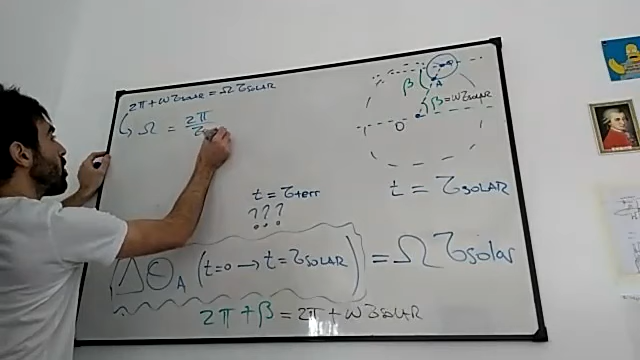 2π + ωτSOLAR = ΩτSOLAR
Ω = 2π
τ
β
A
β = ωτSOLAR
O
t = τterr
???
t = τSOLAR
ΔΘA (t=0 → t = τSOLAR) = Ωτsolar
2π + β = 2π + ωτSOLAR